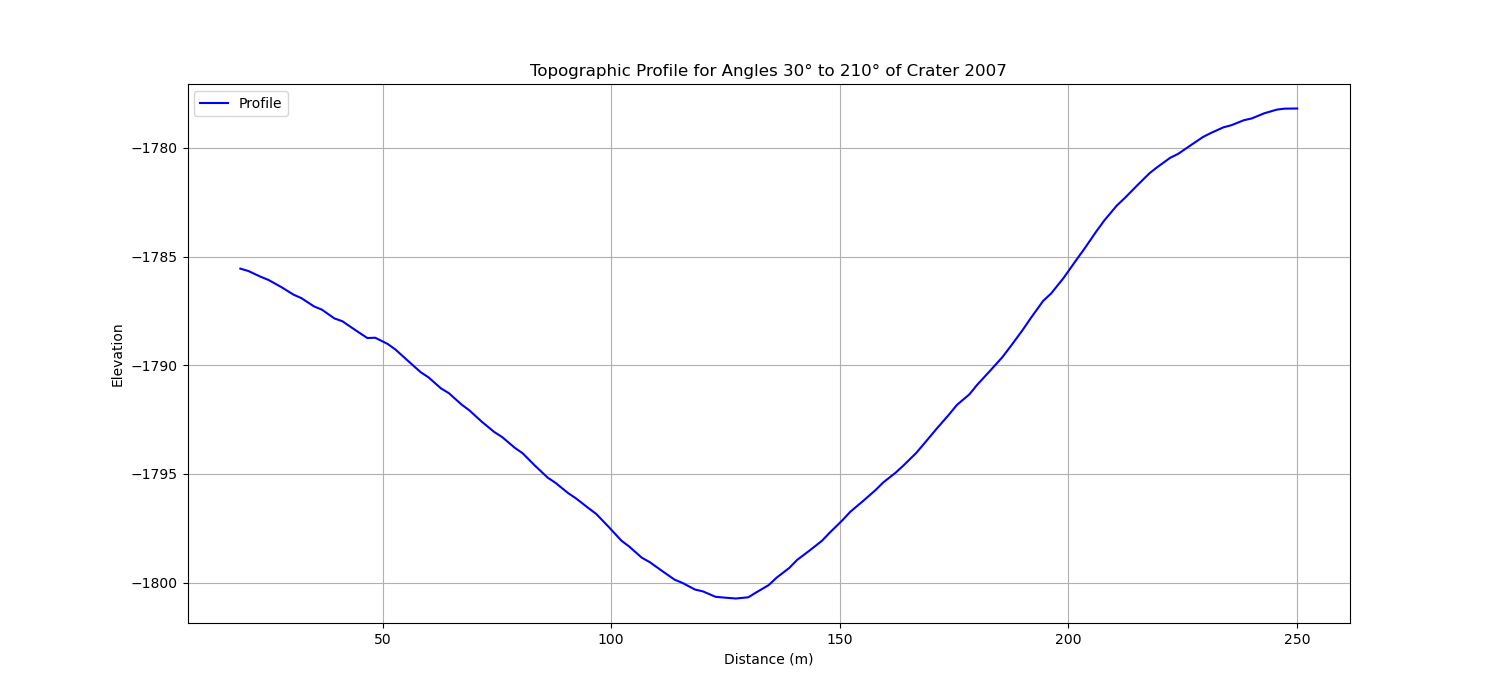 Topographic Profile for Angles 30° to 210° of Crater 2007
Profile
−1780
−1785
−1790
−1795
−1800
Elevation
50 100 150 200 250
Distance (m)